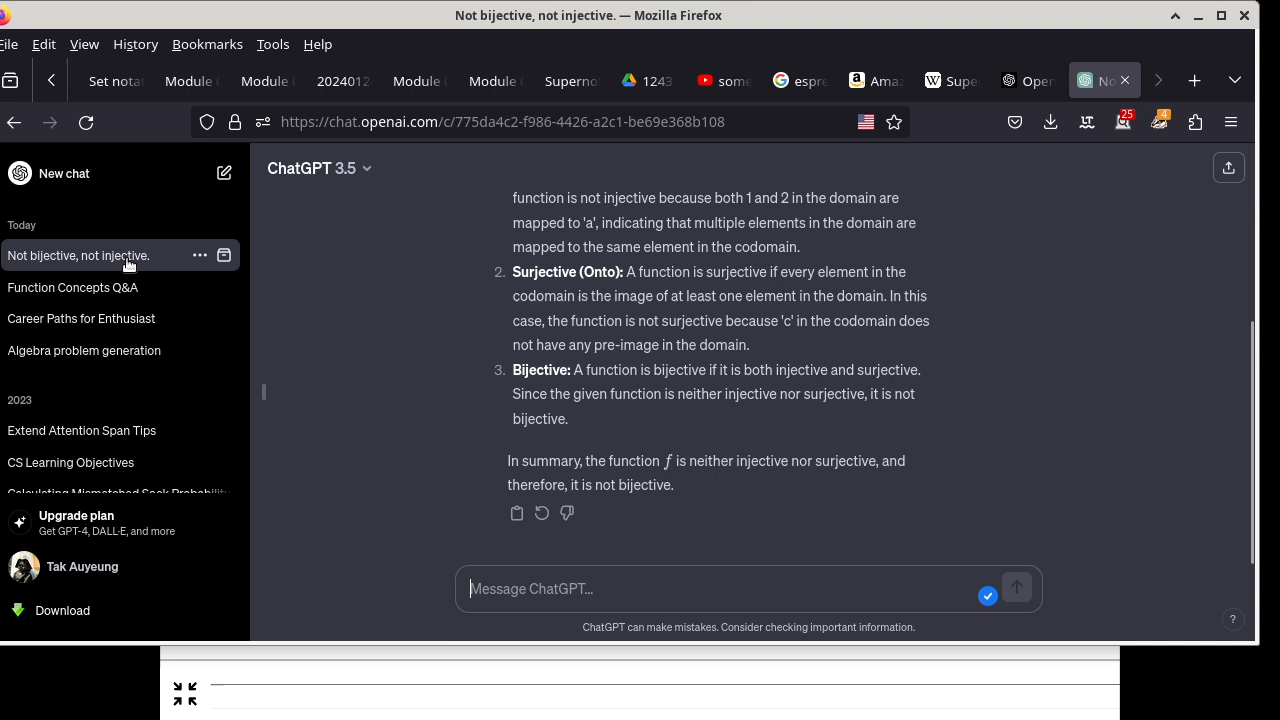 Not bijective, not injective. — Mozilla Firefox
File Edit View History Bookmarks Tools Help
Set nota Module Module 2024012 Module Module Superno 1243 some espre Ama Supe Open No
https://chat.openai.com/c/775da4c2-f986-4426-a2c1-be69e368b108
25
4
New chat
ChatGPT 3.5
Today
Not bijective, not injective.
Function Concepts Q&A
Career Paths for Enthusiast
Algebra problem generation
2023
Extend Attention Span Tips
CS Learning Objectives
Calculating Mismatched Sock Probability
Upgrade plan
Get GPT-4, DALL·E, and more
Tak Auyeung
Download
function is not injective because both 1 and 2 in the domain are
mapped to 'a', indicating that multiple elements in the domain are
mapped to the same element in the codomain.
2. Surjective (Onto): A function is surjective if every element in the
codomain is the image of at least one element in the domain. In this
case, the function is not surjective because 'c' in the codomain does
not have any pre-image in the domain.
3. Bijective: A function is bijective if it is both injective and surjective.
Since the given function is neither injective nor surjective, it is not
bijective.
In summary, the function f is neither injective nor surjective, and
therefore, it is not bijective.
Message ChatGPT...
ChatGPT can make mistakes. Consider checking important information.
?